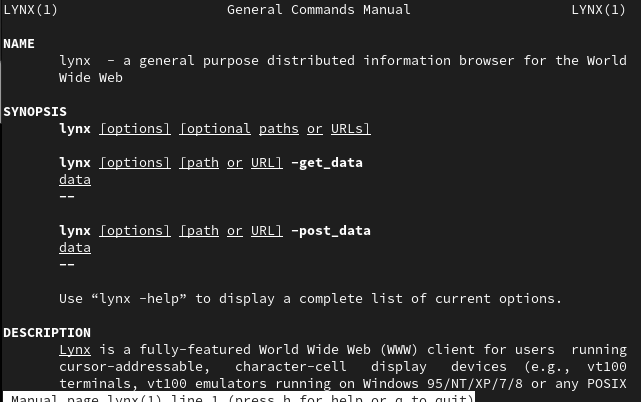 LYNX(1) General Commands Manual LYNX(1)
NAME
lynx - a general purpose distributed information browser for the World
Wide Web
SYNOPSIS
lynx [options] [optional paths or URLs]
lynx [options] [path or URL] -get_data
data
--
lynx [options] [path or URL] -post_data
data
--
Use “lynx -help” to display a complete list of current options.
DESCRIPTION
Lynx is a fully-featured World Wide Web (WWW) client for users running
cursor-addressable, character-cell display devices (e.g., vt100
terminals, vt100 emulators running on Windows 95/NT/XP/7/8 or any POSIX
Manual page lynx(1) line 1 (press h for help or q to quit)